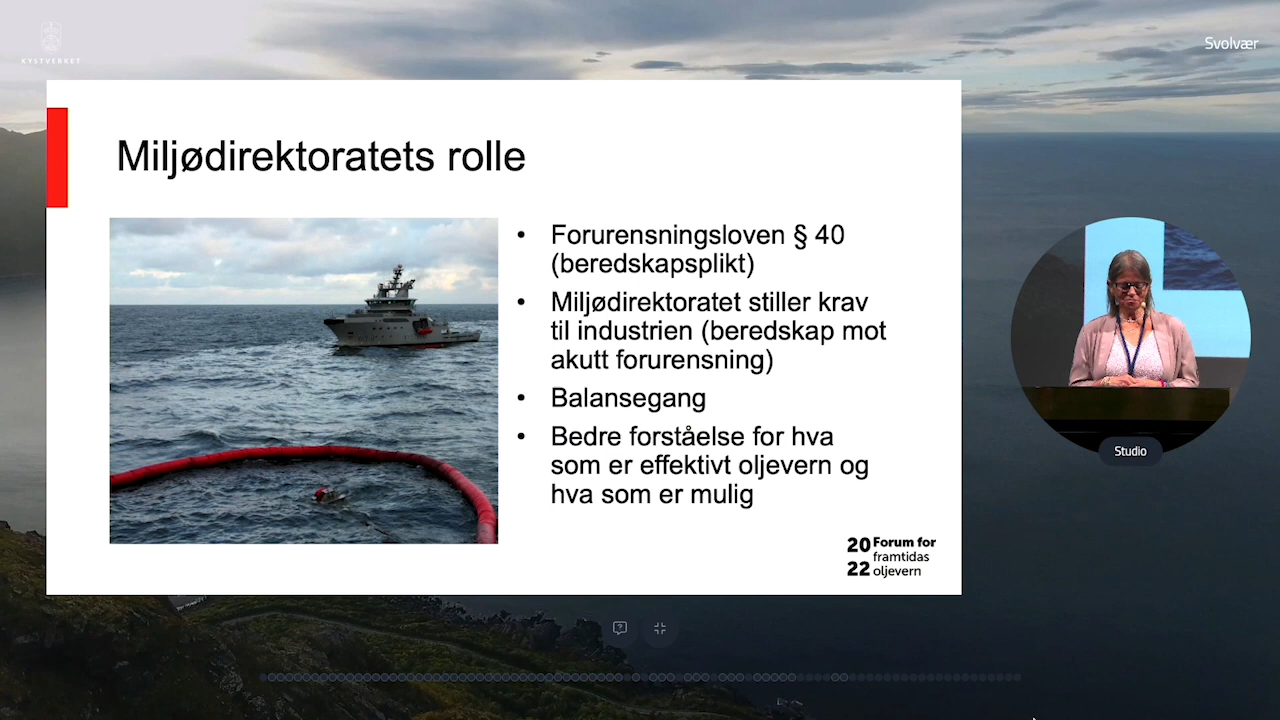 KYSTVERKET
Svolvær
Miljødirektoratets rolle
• Forurensningsloven § 40
(beredskapsplikt)
• Miljødirektoratet stiller krav
til industrien (beredskap mot
akutt forurensning)
• Balansegang
• Bedre forståelse for hva
som er effektivt oljevern og
hva som er mulig
Studio
20 Forum for
framtidas
22 oljevern